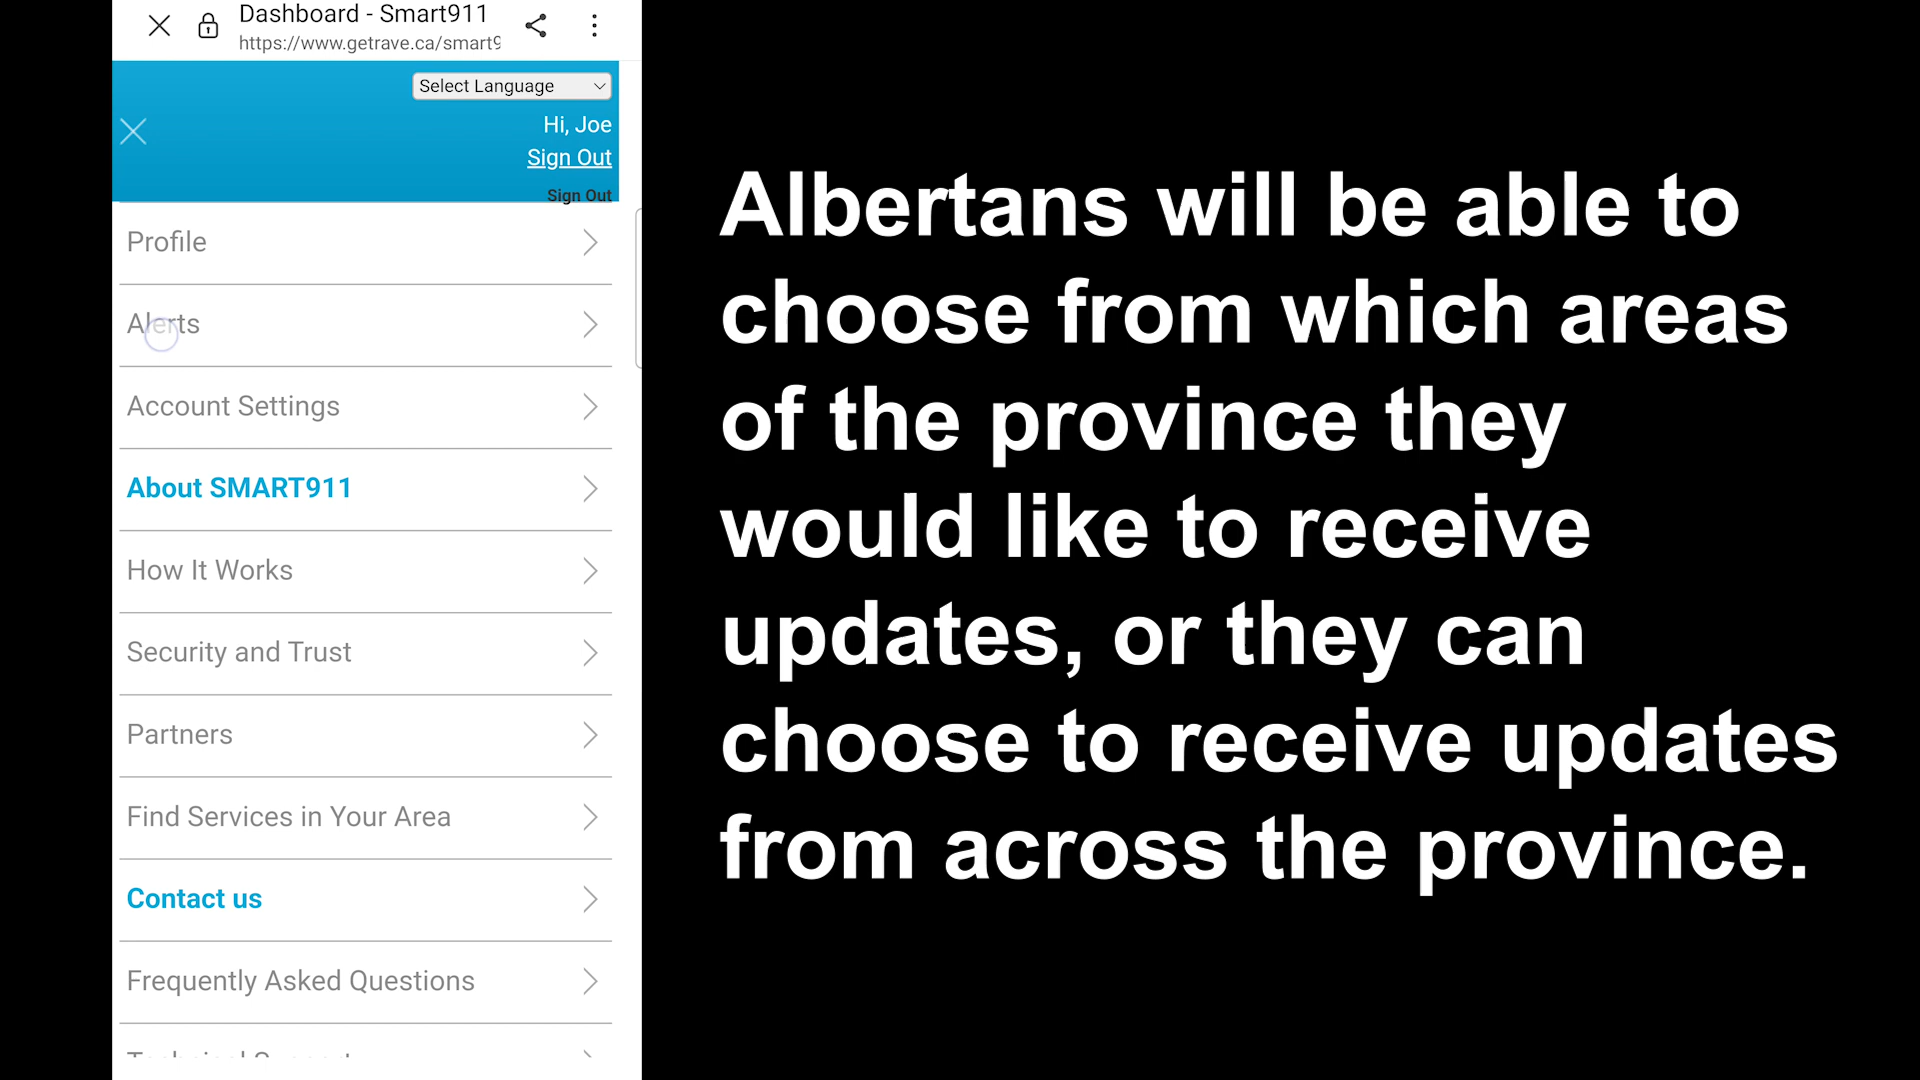 Dashboard - Smart911
https://www.getrave.ca/smart9
Select Language
Hi, Joe
Sign Out
Sign Out
Profile
Alerts
Account Settings
About SMART911
How It Works
Security and Trust
Partners
Find Services in Your Area
Contact us
Frequently Asked Questions
Albertans will be able to
choose from which areas
of the province they
would like to receive
updates, or they can
choose to receive updates
from across the province.